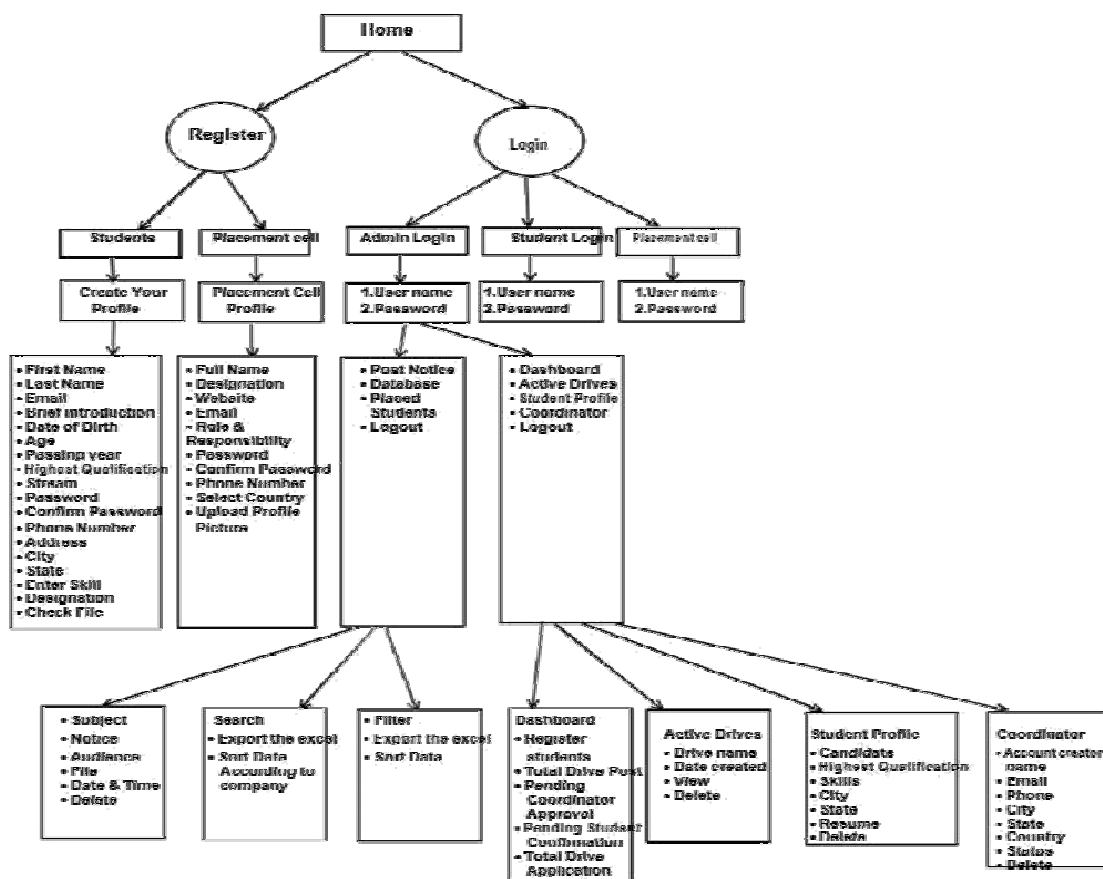 Home
Register
Login
Students
Placement cell
Admin Login
Student Login
Placement cell
Create Your
Profile
Placement Cell
Profile
1.User name
2.Password
1.User name
2.Password
1.User name
2.Password
- First Name
- Last Name
- Email
- Brief Introduction
- Date of Birth
- Age
- Passing year
- Highest Qualification
- Stream
- Password
- Confirm Password
- Phone Number
- Address
- City
- State
- Enter Skill
- Designation
- Check File
- Full Name
- Designation
- Website
- Email
- Role &
Responsibility
- Password
- Confirm Password
- Phone Number
- Select Country
- Upload Profile
Picture
- Post Notice
- Database
- Placed
Students
- Logout
- Dashboard
- Active Drives
- Student Profile
- Coordinator
- Logout
- Subject
- Notice
- Audience
- File
- Date & Time
- Delete
Search
- Export the excel
- Sort Data
According to
company
- Filter
- Export the excel
- Sort Data
Dashboard
- Register
students
- Total Drive Post
- Pending
Coordinator
Approval
- Pending Student
Confirmation
- Total Drive
Application
Active Drives
- Drive name
- Date created
- View
- Delete
Student Profile
- Candidate
- Highest Qualification
- Skills
- City
- State
- Resume
- Delete
Coordinator
- Account creator
name
- Email
- Phone
- City
- State
- Country
- Status
- Delete